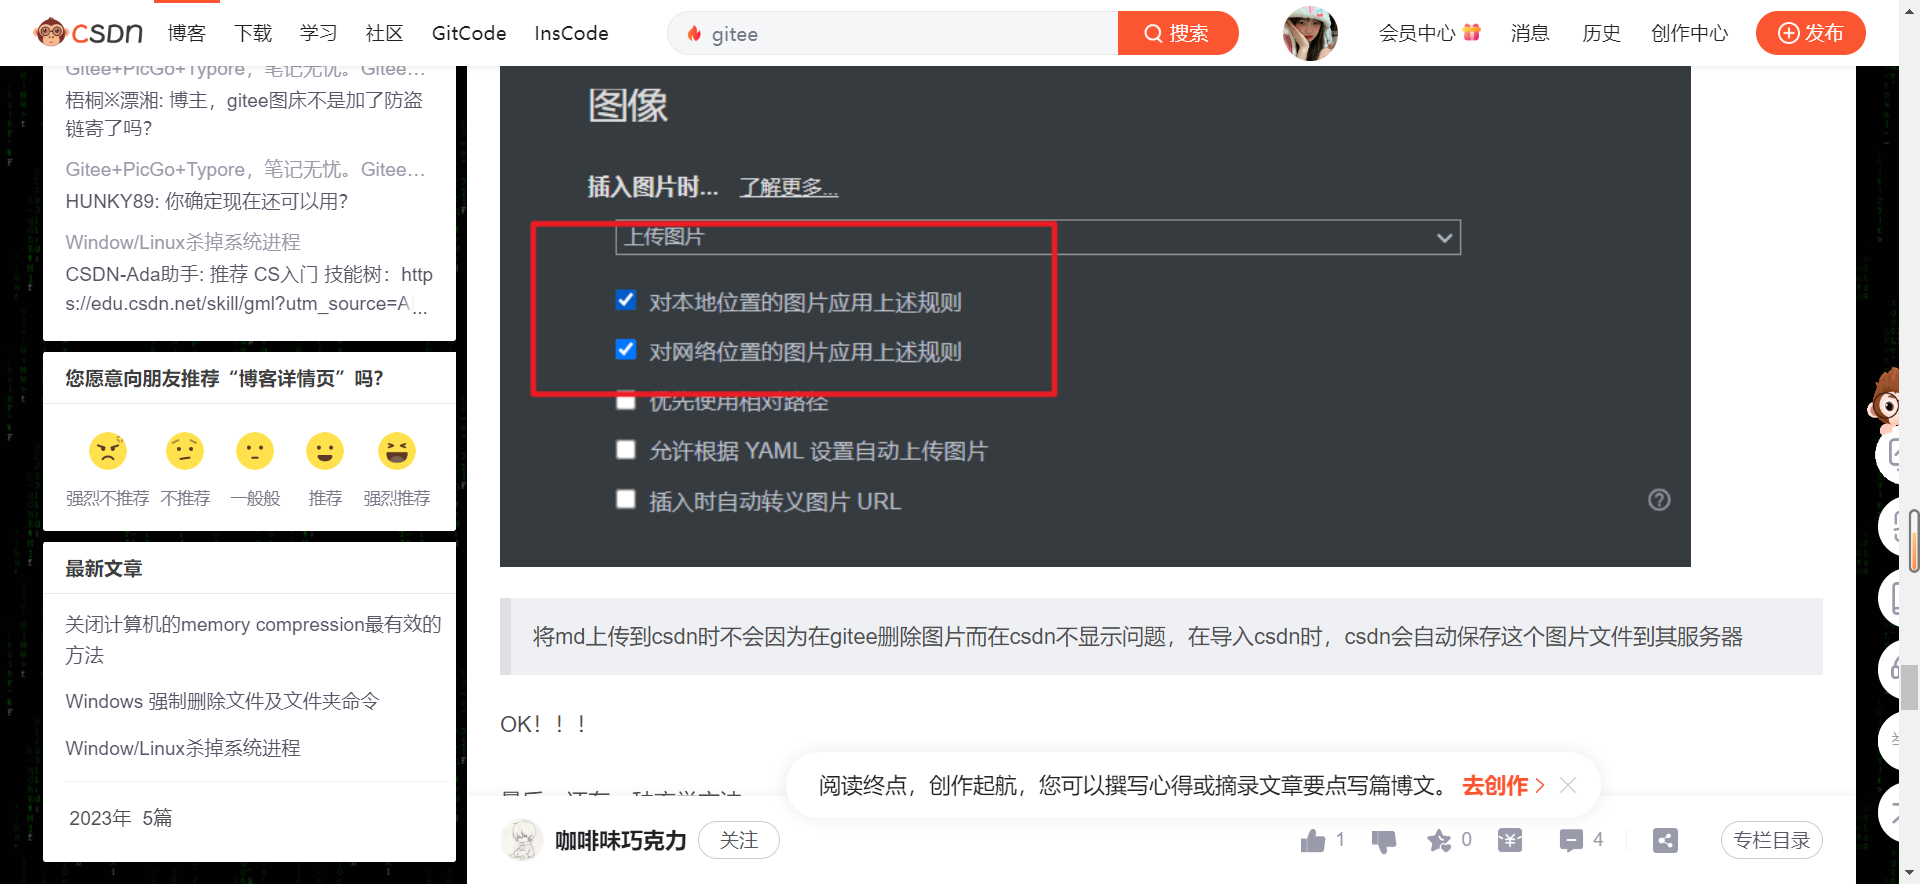 CSDN 博客 下载 学习 社区 GitCode InsCode gitee 搜索 会员中心 消息 历史 创作中心 发布
Gitee+PicGo+Typore，笔记无忧。Gitee...
梧桐※漂湘: 博主，gitee图床不是加了防盗
链寄了吗?
Gitee+PicGo+Typore，笔记无忧。Gitee...
HUNKY89: 你确定现在还可以用?
Window/Linux杀掉系统进程
CSDN-Ada助手: 推荐 CS入门 技能树：http
s://edu.csdn.net/skill/gml?utm_source=AI...
您愿意向朋友推荐“博客详情页”吗?
强烈不推荐 不推荐 一般般 推荐 强烈推荐
最新文章
关闭计算机的memory compression最有效的
方法
Windows 强制删除文件及文件夹命令
Window/Linux杀掉系统进程
2023年 5篇
图像
插入图片时... 了解更多...
上传图片
对本地位置的图片应用上述规则
对网络位置的图片应用上述规则
优先使用相对路径
允许根据 YAML 设置自动上传图片
插入时自动转义图片 URL
将md上传到csdn时不会因为在gitee删除图片而在csdn不显示问题，在导入csdn时，csdn会自动保存这个图片文件到其服务器
OK！！！
阅读终点，创作起航，您可以撰写心得或摘录文章要点写篇博文。 去创作
咖啡味巧克力 关注 1 0 4 专栏目录